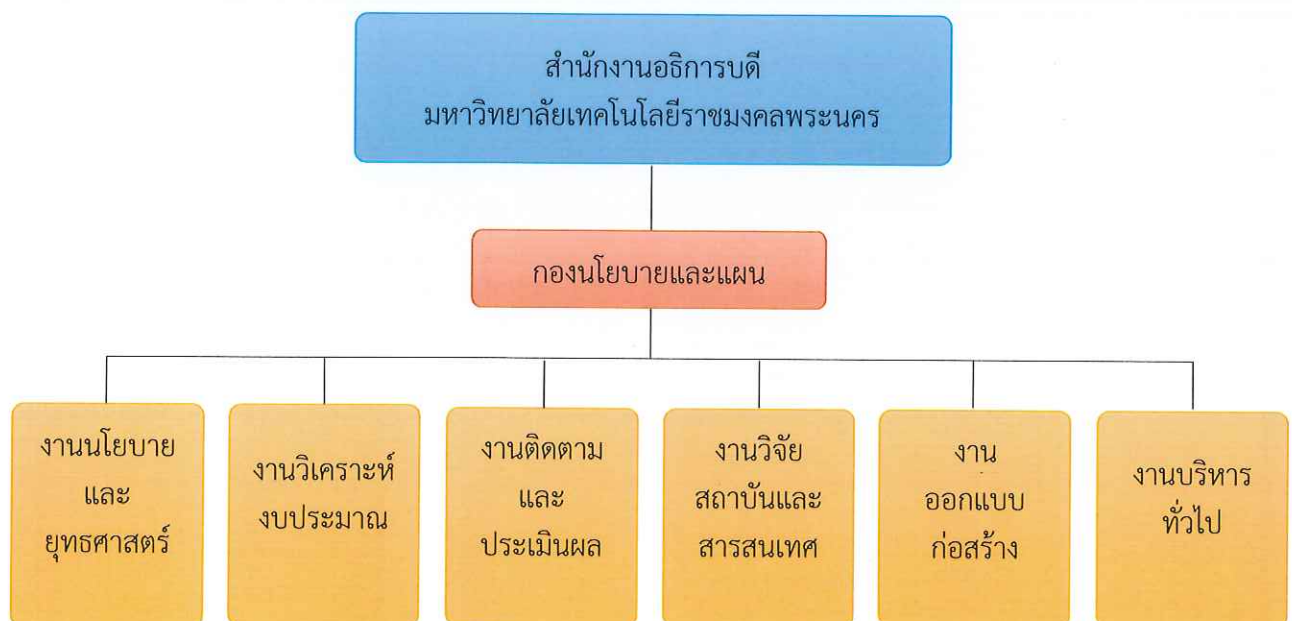 สำนักงานอธิการบดี
มหาวิทยาลัยเทคโนโลยีราชมงคลพระนคร
กองนโยบายและแผน
งานนโยบาย
และ
ยุทธศาสตร์
งานวิเคราะห์
งบประมาณ
งานติดตาม
และ
ประเมินผล
งานวิจัย
สถาบันและ
สารสนเทศ
งาน
ออกแบบ
ก่อสร้าง
งานบริหาร
ทั่วไป